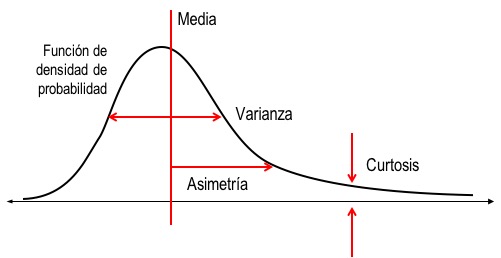 Media
Función de
densidad de
probabilidad
Varianza
Curtosis
Asimetría